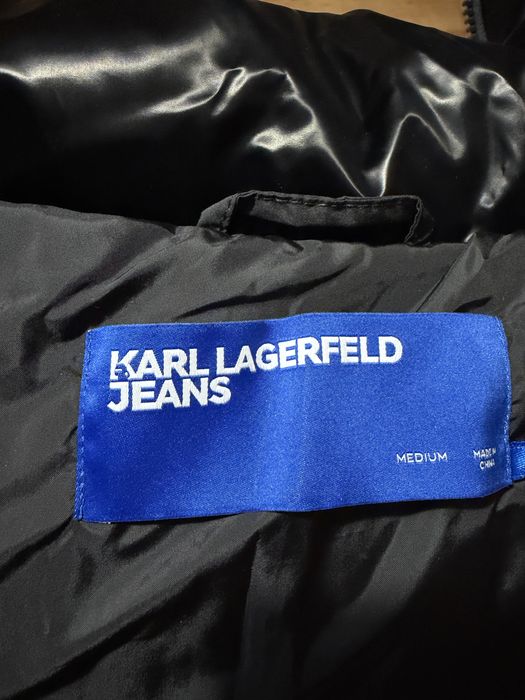 KARL LAGERFELD
JEANS
MEDIUM
MADE IN
CHINA